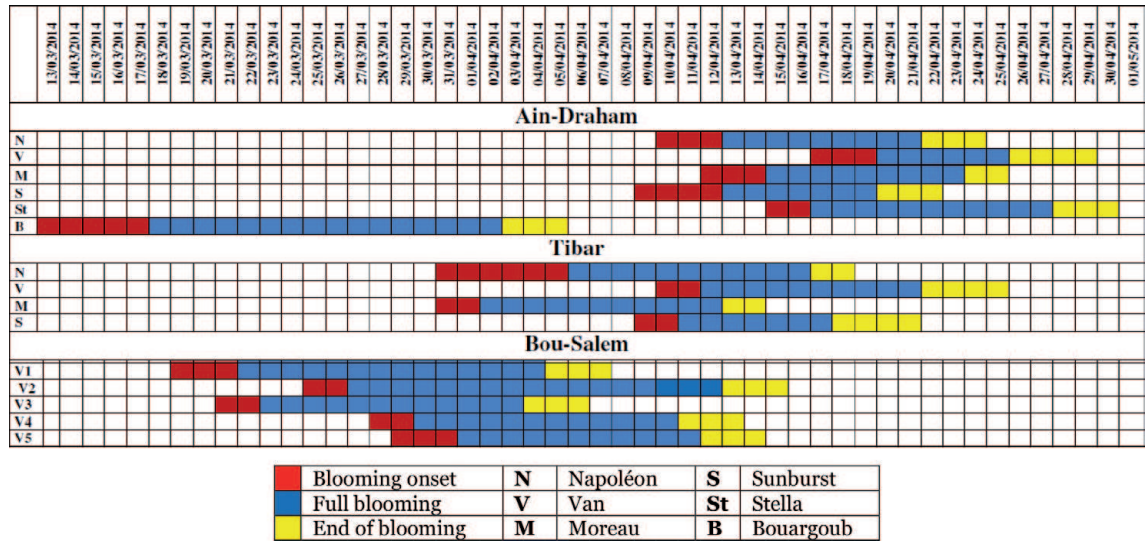 13/03/2014 14/03/2014 15/03/2014 16/03/2014 17/03/2014 18/03/2014 19/03/2014 20/03/2014 21/03/2014 22/03/2014 23/03/2014 24/03/2014 25/03/2014 26/03/2014 27/03/2014 28/03/2014 29/03/2014 30/03/2014 31/03/2014 01/04/2014 02/04/2014 03/04/2014 04/04/2014 05/04/2014 06/04/2014 07/04/2014 08/04/2014 09/04/2014 10/04/2014 11/04/2014 12/04/2014 13/04/2014 14/04/2014 15/04/2014 16/04/2014 17/04/2014 18/04/2014 19/04/2014 20/04/2014 21/04/2014 22/04/2014 23/04/2014 24/04/2014 25/04/2014 26/04/2014 27/04/2014 28/04/2014 29/04/2014 30/04/2014 01/05/2014
Ain-Draham
N
V
M
S
St
B
Tibar
N
V
M
S
Bou-Salem
V1
V2
V3
V4
V5
Blooming onset N Napoléon S Sunburst
Full blooming V Van St Stella
End of blooming M Moreau B Bouargoub